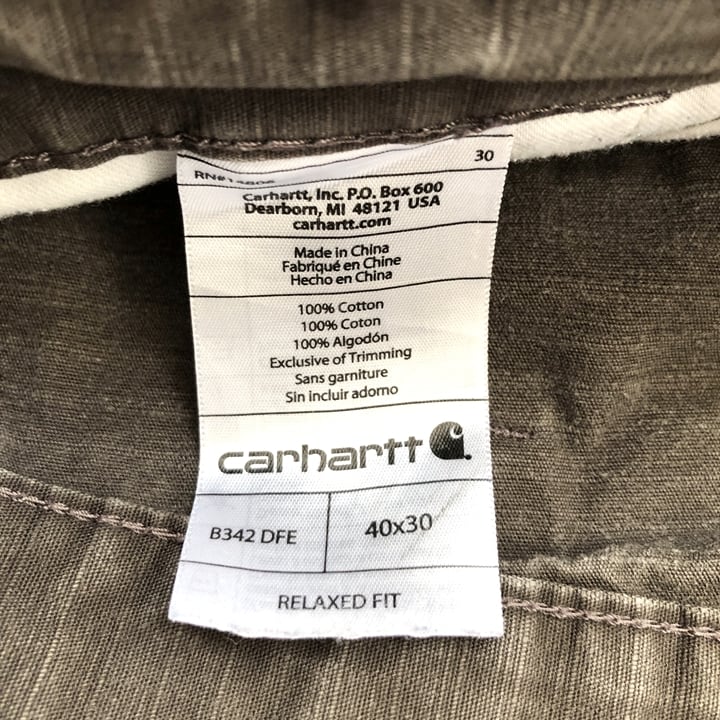 30
Carhartt, Inc. P.O. Box 600
Dearborn, MI 48121 USA
carhartt.com
Made in China
Fabriqué en Chine
Hecho en China
100% Cotton
100% Coton
100% Algodón
Exclusive of Trimming
Sans garniture
Sin incluir adorno
carhartt
B342 DFE
40x30
RELAXED FIT